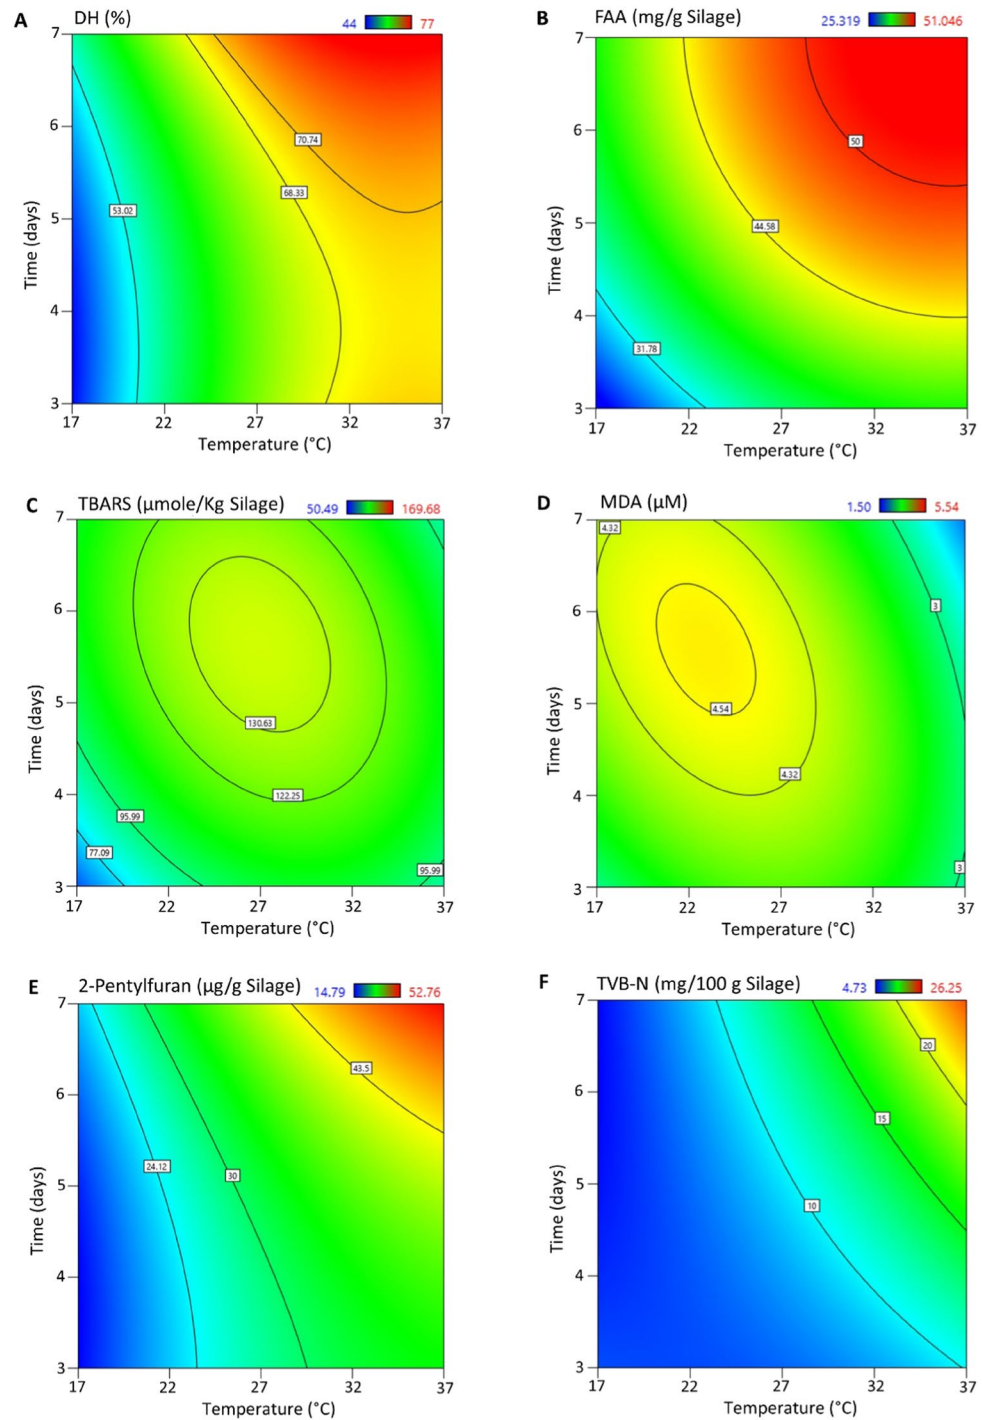 A DH (%) 44 77
7
6
5
4
3
17 22 27 32 37
Time (days)
Temperature (°C)
53.02
68.33
70.74
B FAA (mg/g Silage) 25.319 51.046
7
6
5
4
3
17 22 27 32 37
Time (days)
Temperature (°C)
50
44.58
31.78
C TBARS (µmole/Kg Silage) 50.49 169.68
7
6
5
4
3
17 22 27 32 37
Time (days)
Temperature (°C)
130.63
122.25
95.99
77.09
95.99
D MDA (µM) 1.50 5.54
7
6
5
4
3
17 22 27 32 37
Time (days)
Temperature (°C)
4.32
3
4.54
4.32
3
E 2-Pentylfuran (µg/g Silage) 14.79 52.76
7
6
5
4
3
17 22 27 32 37
Time (days)
Temperature (°C)
43.5
24.12
30
F TVB-N (mg/100 g Silage) 4.73 26.25
7
6
5
4
3
17 22 27 32 37
Time (days)
Temperature (°C)
20
15
10